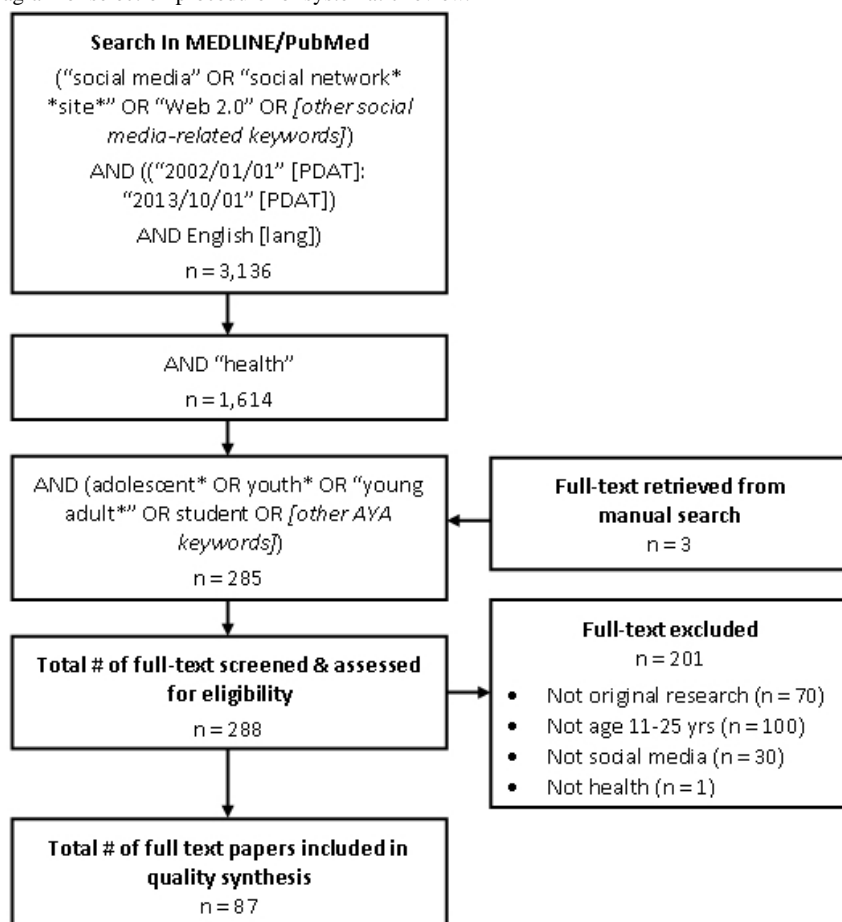 Search In MEDLINE/PubMed
(“social media” OR “social network*
*site*” OR “Web 2.0” OR [other social
media-related keywords])
AND ((“2002/01/01” [PDAT]:
“2013/10/01” [PDAT])
AND English [lang])
n = 3,136
AND “health”
n = 1,614
AND (adolescent* OR youth* OR “young
adult*” OR student OR [other AYA
keywords])
n = 285
Full-text retrieved from
manual search
n = 3
Total # of full-text screened & assessed
for eligibility
n = 288
Full-text excluded
n = 201
• Not original research (n = 70)
• Not age 11-25 yrs (n = 100)
• Not social media (n = 30)
• Not health (n = 1)
Total # of full text papers included in
quality synthesis
n = 87